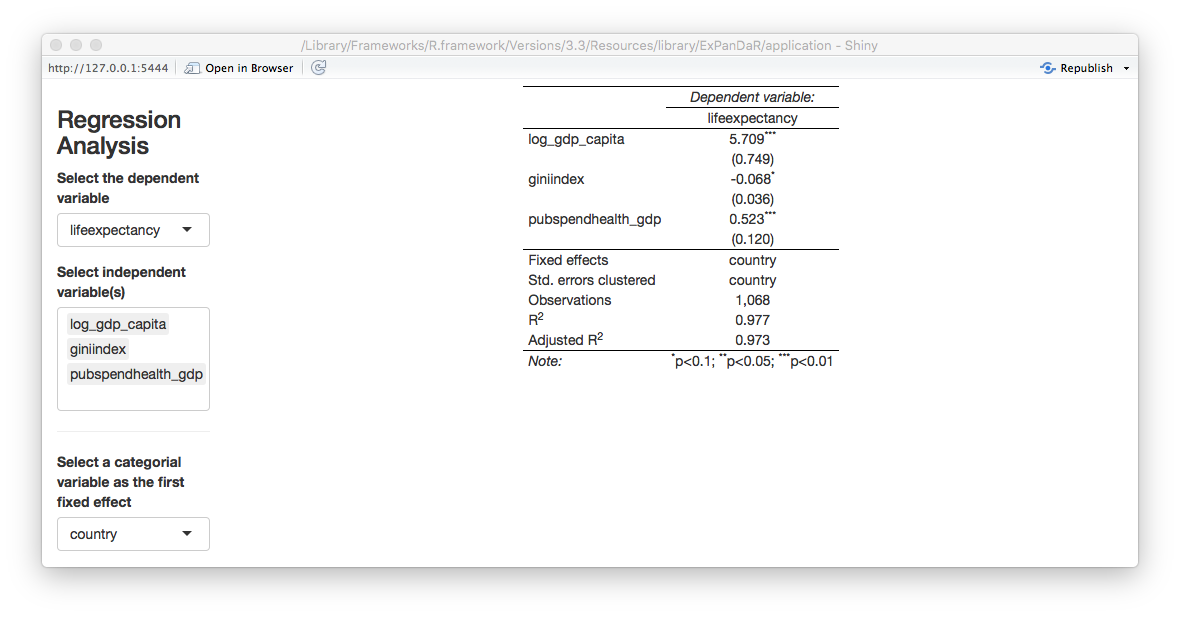 /Library/Frameworks/R.framework/Versions/3.3/Resources/library/ExPanDaR/application - Shiny
http://127.0.0.1:5444 Open in Browser Republish
Regression
Analysis
Select the dependent
variable
lifeexpectancy
Select independent
variable(s)
log_gdp_capita
giniindex
pubspendhealth_gdp
Select a categorial
variable as the first
fixed effect
country
Dependent variable:
lifeexpectancy
log_gdp_capita 5.709***
(0.749)
giniindex -0.068*
(0.036)
pubspendhealth_gdp 0.523***
(0.120)
Fixed effects country
Std. errors clustered country
Observations 1,068
R2 0.977
Adjusted R2 0.973
Note: *p<0.1; **p<0.05; ***p<0.01